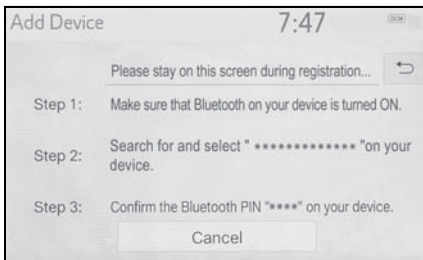 Add Device
7:47
DCM
Please stay on this screen during registration...
Step 1:
Make sure that Bluetooth on your device is turned ON.
Step 2:
Search for and select " ************* "on your
device.
Step 3:
Confirm the Bluetooth PIN "****" on your device.
Cancel